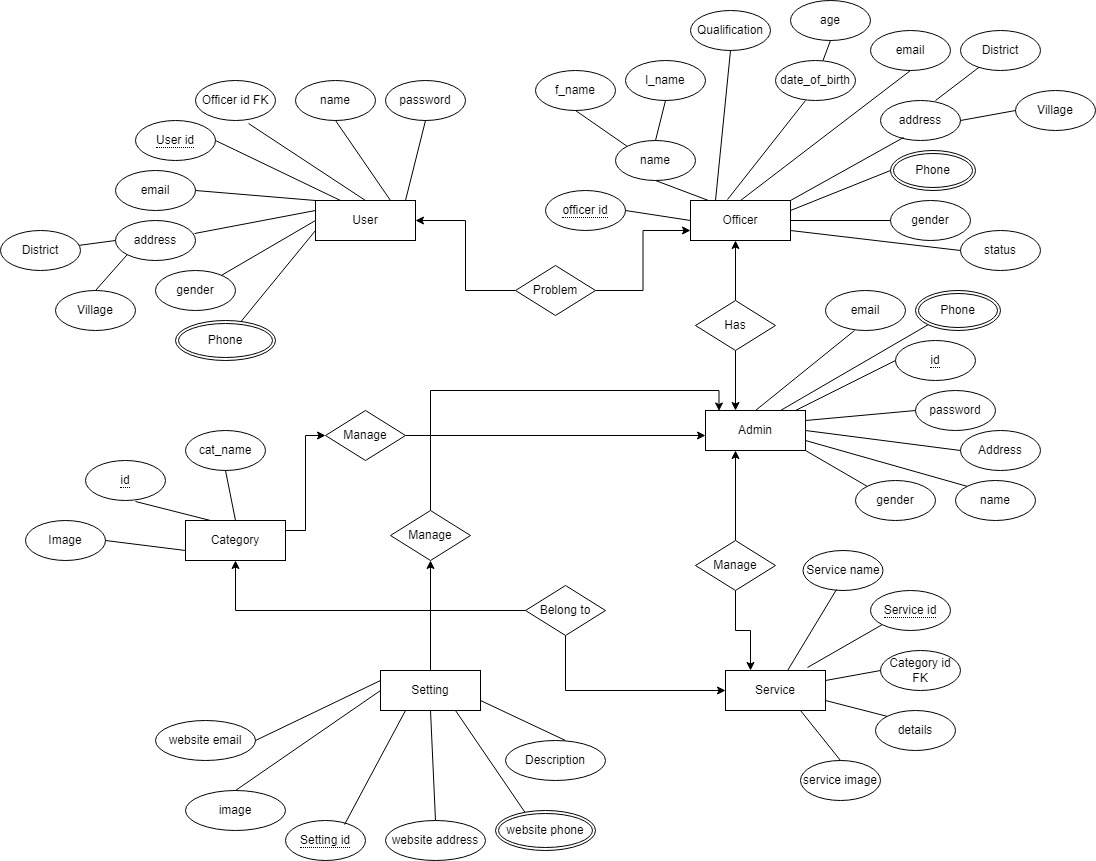 age
Qualification
email
District
l_name
date_of_birth
f_name
Officer id FK
name
password
Village
address
User id
name
Phone
email
officer id
User
Officer
gender
address
District
status
gender
Problem
Village
email
Phone
Has
Phone
id
password
Manage
Admin
cat_name
Address
id
gender
name
Manage
Image
Category
Manage
Service name
Belong to
Service id
Category id
FK
Setting
Service
details
website email
Description
service image
image
website phone
Setting id
website address